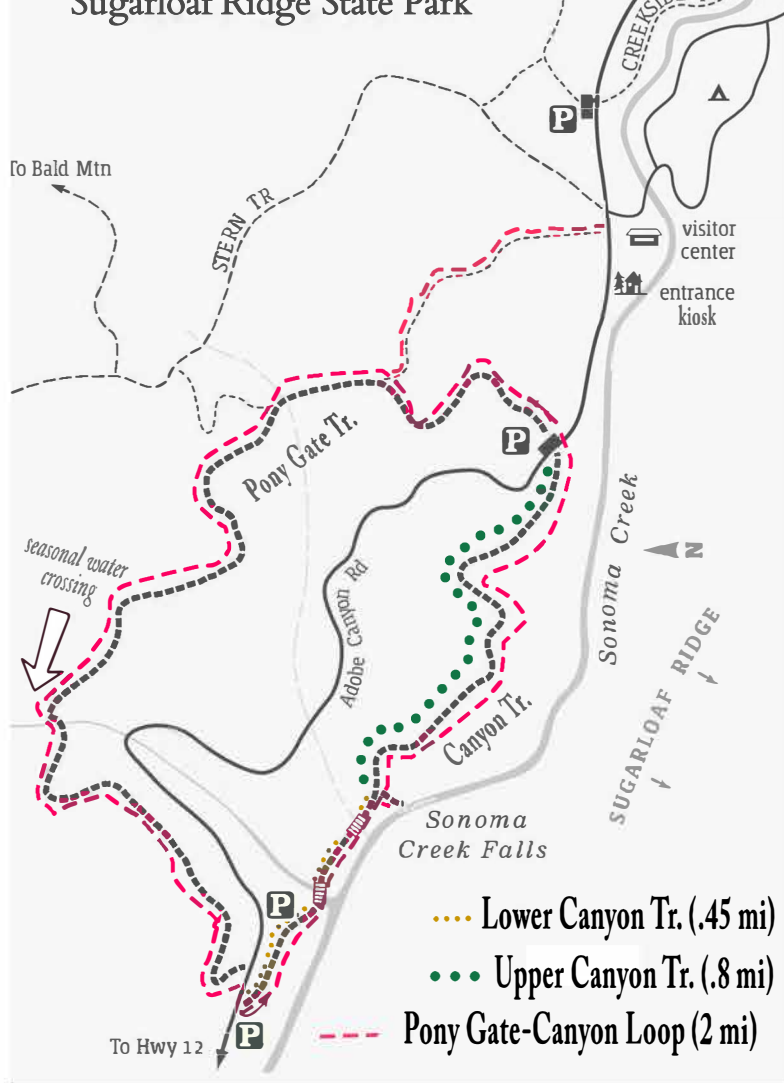 Sugarloaf Ridge State Park
CREEKSID
P
To Bald Mtn
STERN TR
visitor
center
entrance
kiosk
Pony Gate Tr.
P
seasonal water
crossing
Adobe Canyon Rd
Sonoma Creek
N
SUGARLOAF RIDGE
Canyon Tr.
Sonoma
Creek Falls
P
Lower Canyon Tr. (.45 mi)
Upper Canyon Tr. (.8 mi)
Pony Gate-Canyon Loop (2 mi)
P
To Hwy 12